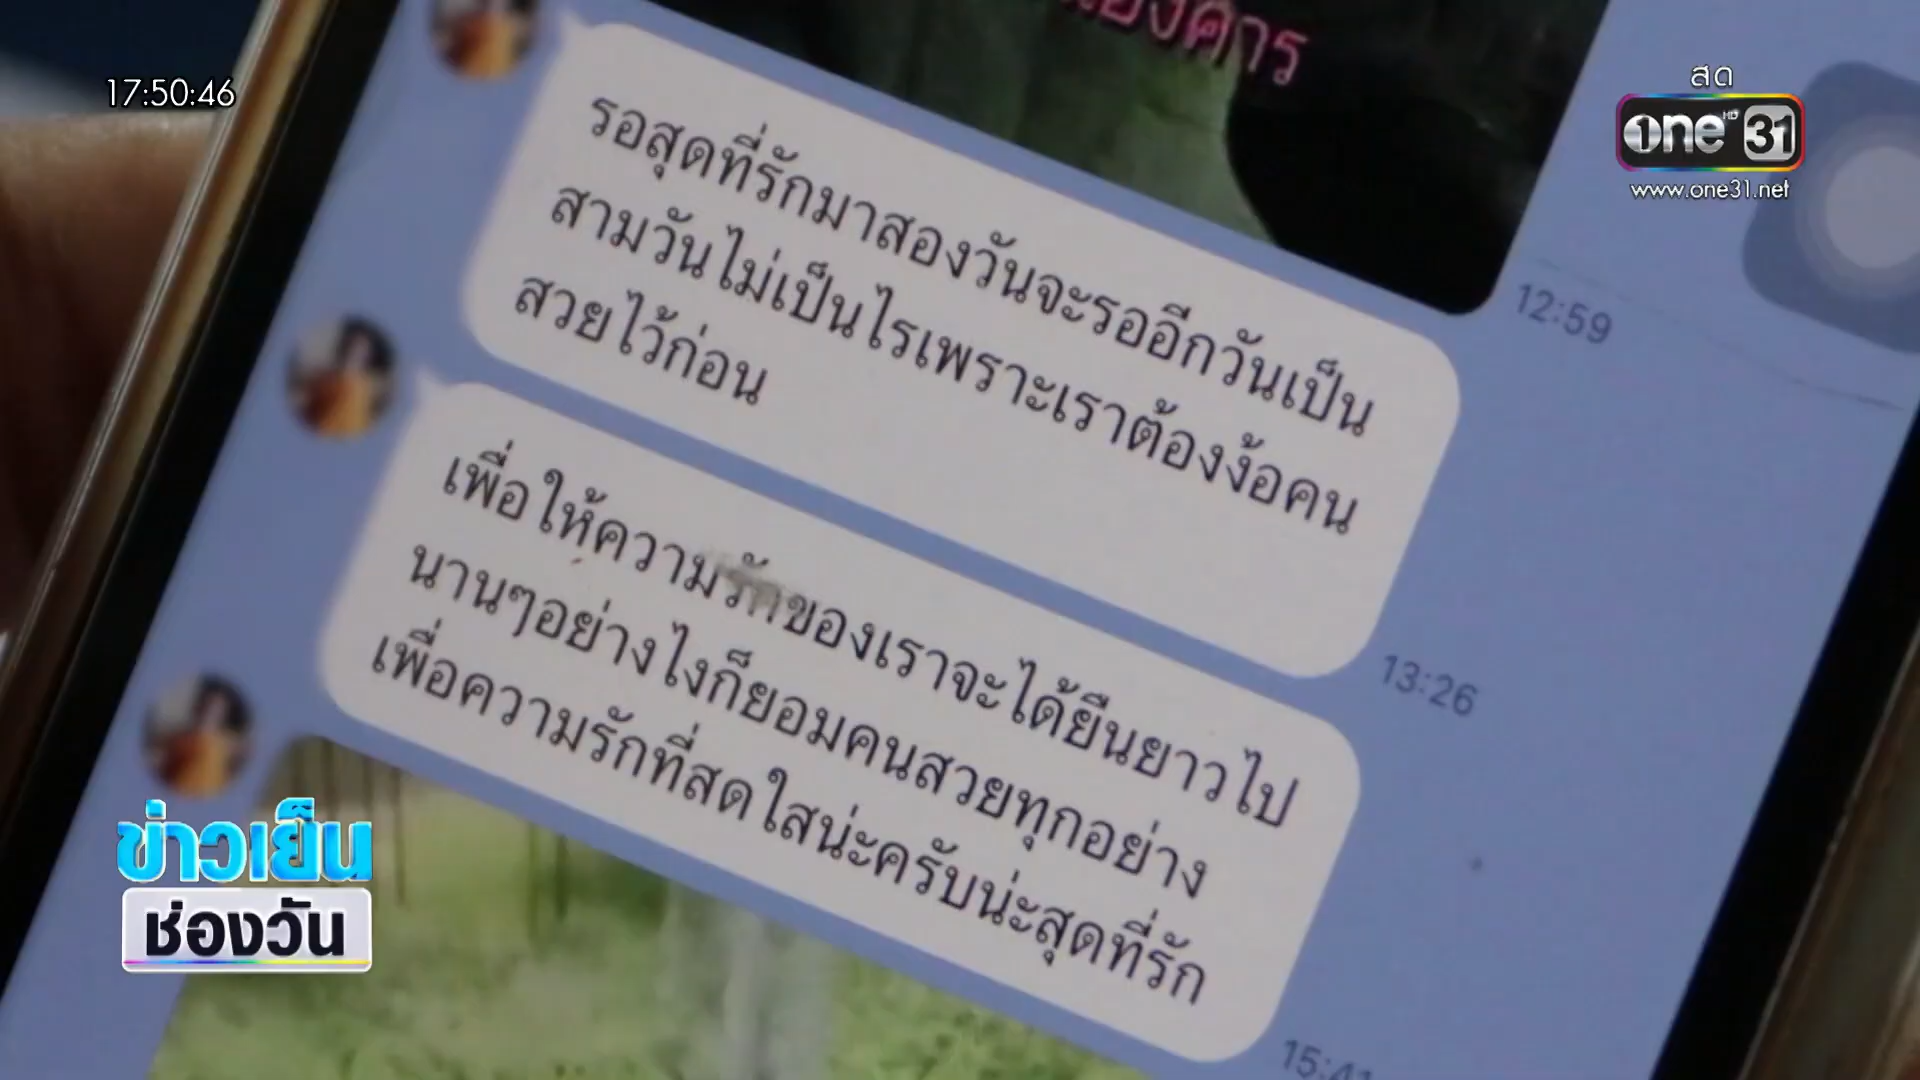 17:50:46
สด
one HD 31
www.one31.net
รอสุดที่รักมาสองวันจะรออีกวันเป็น
สามวันไม่เป็นไรเพราะเราต้องง้อคน
สวยไว้ก่อน
12:59
13:26
เพื่อให้ความรักของเราจะได้ยืนยาวไป
นานๆอย่างไงก็ยอมคนสวยทุกอย่าง
เพื่อความรักที่สดใสน่ะครับน่ะสุดที่รัก
ข่าวเย็น
ช่องวัน